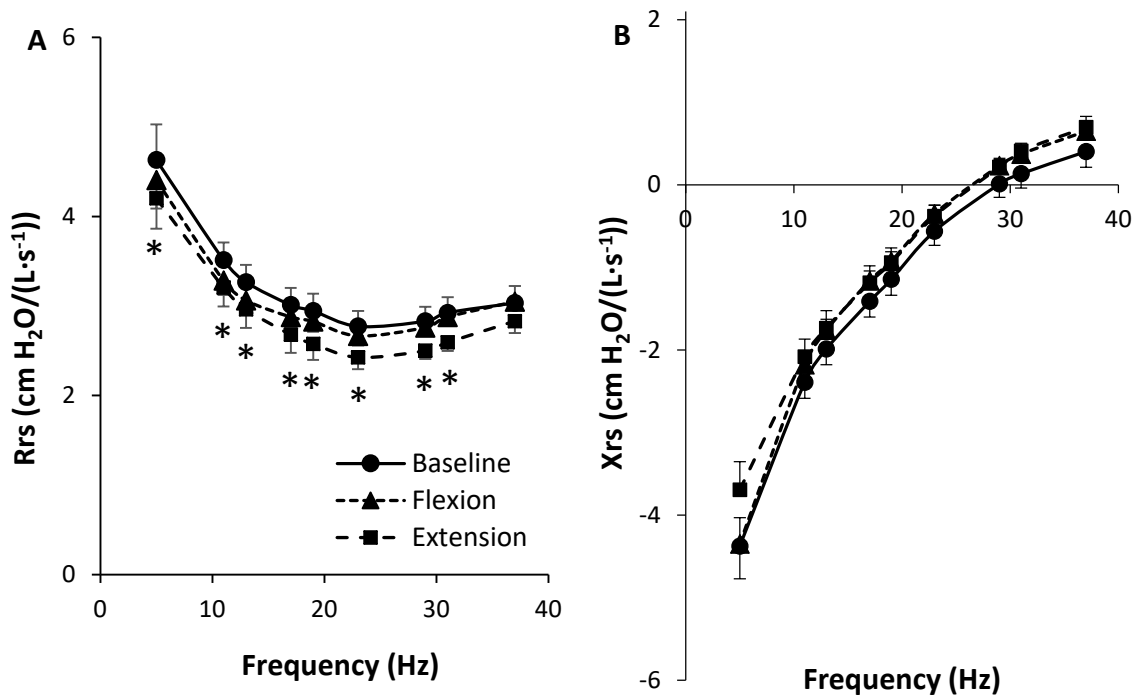 A
Rrs (cm H₂O/(L·s⁻¹))
6
4
2
0
* * * * * * * *
Baseline
Flexion
Extension
0 10 20 30 40
Frequency (Hz)
B
Xrs (cm H₂O/(L·s⁻¹))
2
0
-2
-4
-6
0 10 20 30 40
Frequency (Hz)